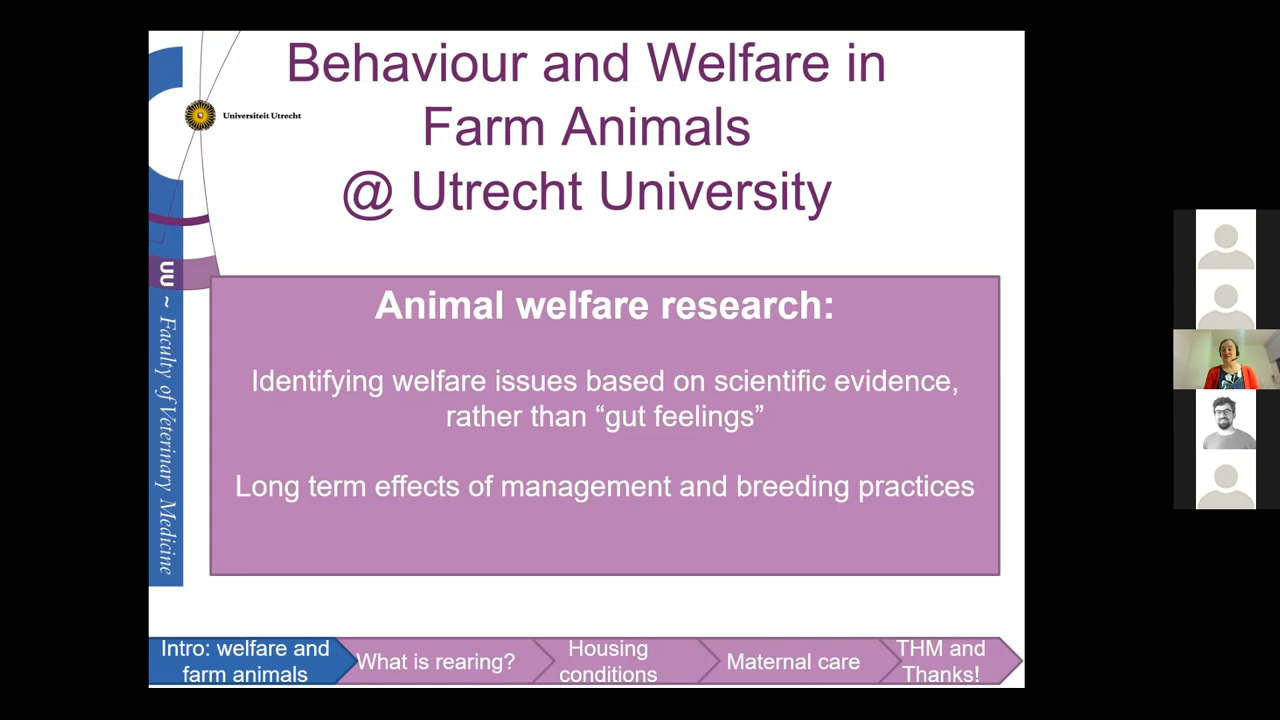 Behaviour and Welfare in
Farm Animals
@ Utrecht University
Universiteit Utrecht
UU ~ Faculty of Veterinary Medicine
Animal welfare research:
Identifying welfare issues based on scientific evidence,
rather than “gut feelings”
Long term effects of management and breeding practices
Intro: welfare and
farm animals
What is rearing?
Housing
conditions
Maternal care
THM and
Thanks!